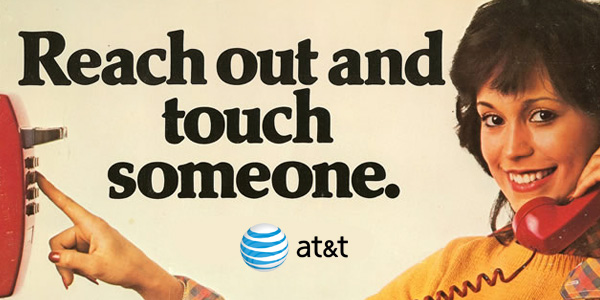 Reach out and
touch
someone.
at&t